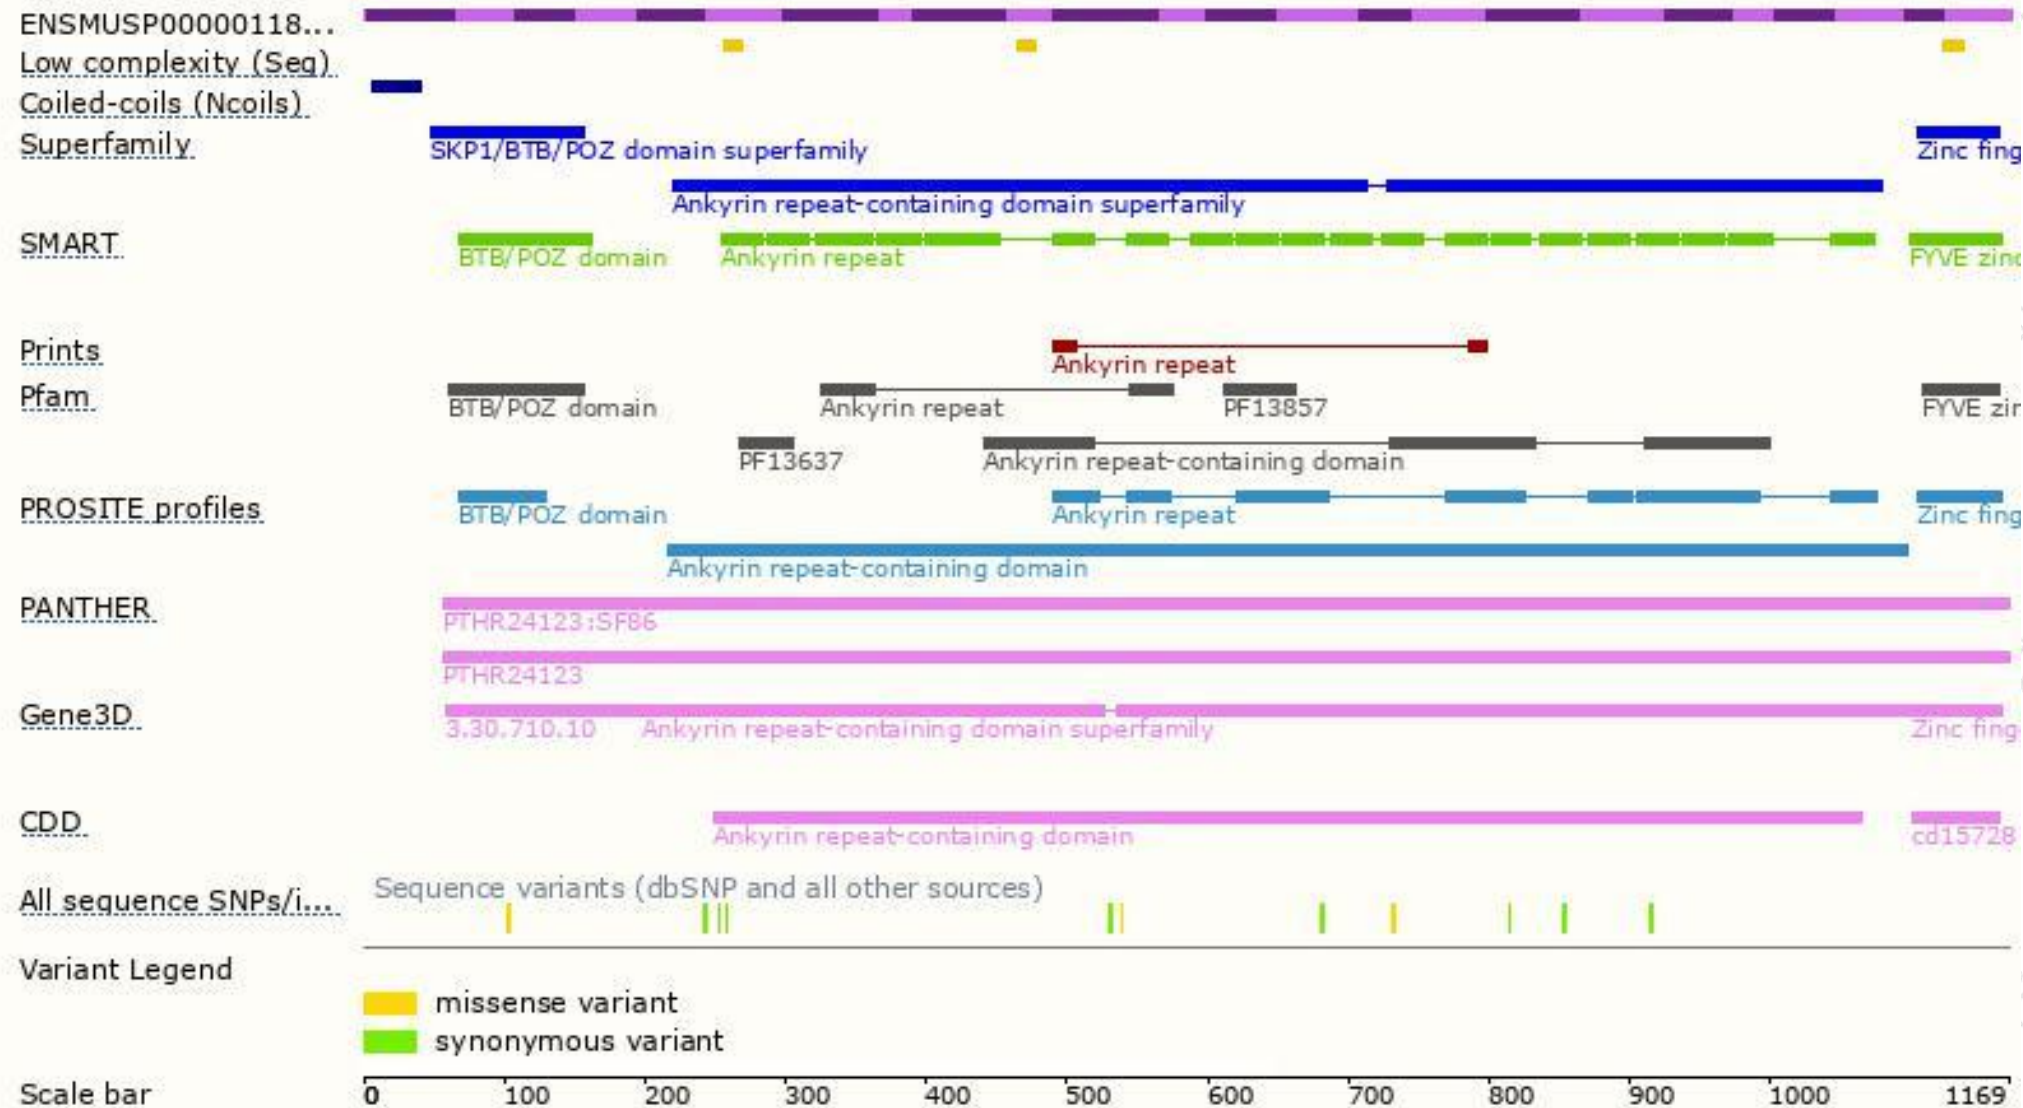 ENSMUSP00000118...
Low complexity (Seg)
Coiled-coils (Ncoils)
Superfamily
SKP1/BTB/POZ domain superfamily
Zinc fing
Ankyrin repeat-containing domain superfamily
SMART
BTB/POZ domain
Ankyrin repeat
FYVE zinc
Prints
Ankyrin repeat
Pfam
BTB/POZ domain
Ankyrin repeat
PF13857
FYVE zin
PF13637
Ankyrin repeat-containing domain
PROSITE profiles
BTB/POZ domain
Ankyrin repeat
Zinc fing
Ankyrin repeat-containing domain
PANTHER
PTHR24123:SF86
PTHR24123
Gene3D
3.30.710.10
Ankyrin repeat-containing domain superfamily
Zinc fing
CDD
Ankyrin repeat-containing domain
cd15728
Sequence variants (dbSNP and all other sources)
All sequence SNPs/i...
Variant Legend
missense variant
synonymous variant
Scale bar
0 100 200 300 400 500 600 700 800 900 1000 1169